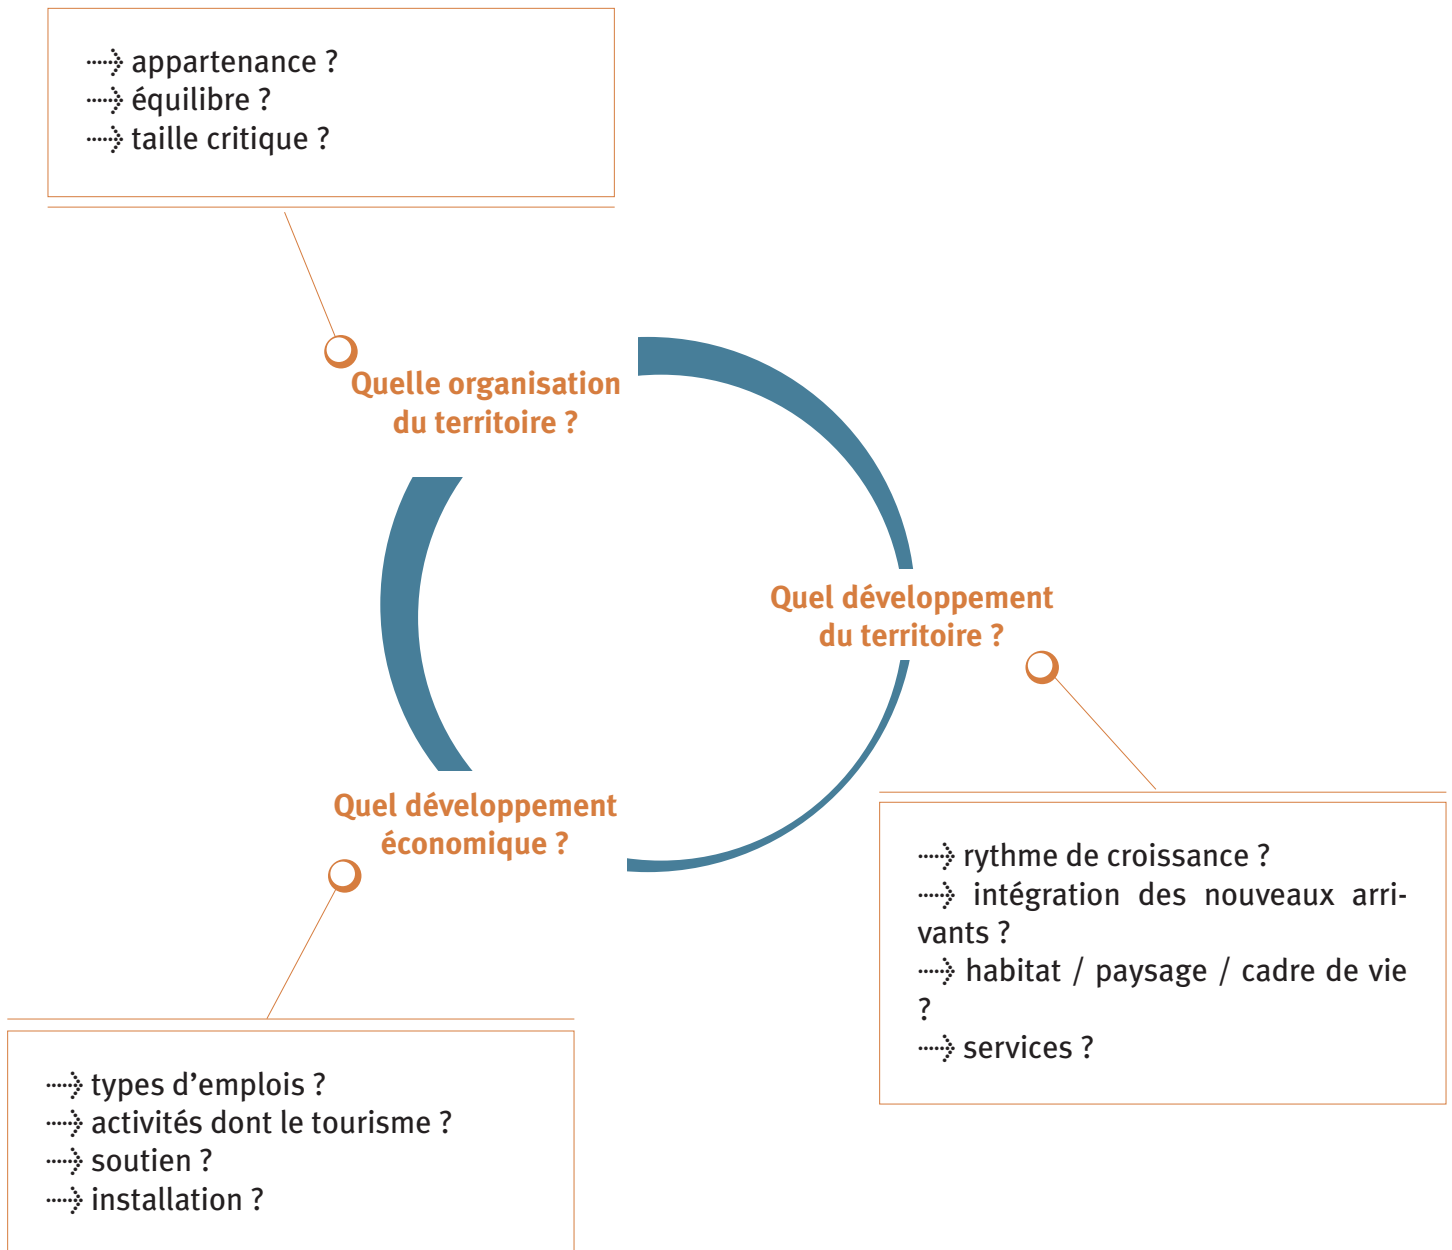 ····> appartenance ?
····> équilibre ?
····> taille critique ?
Quelle organisation
du territoire ?
Quel développement
du territoire ?
····> rythme de croissance ?
····> intégration des nouveaux arri-
vants ?
····> habitat / paysage / cadre de vie
?
····> services ?
Quel développement
économique ?
····> types d’emplois ?
····> activités dont le tourisme ?
····> soutien ?
····> installation ?